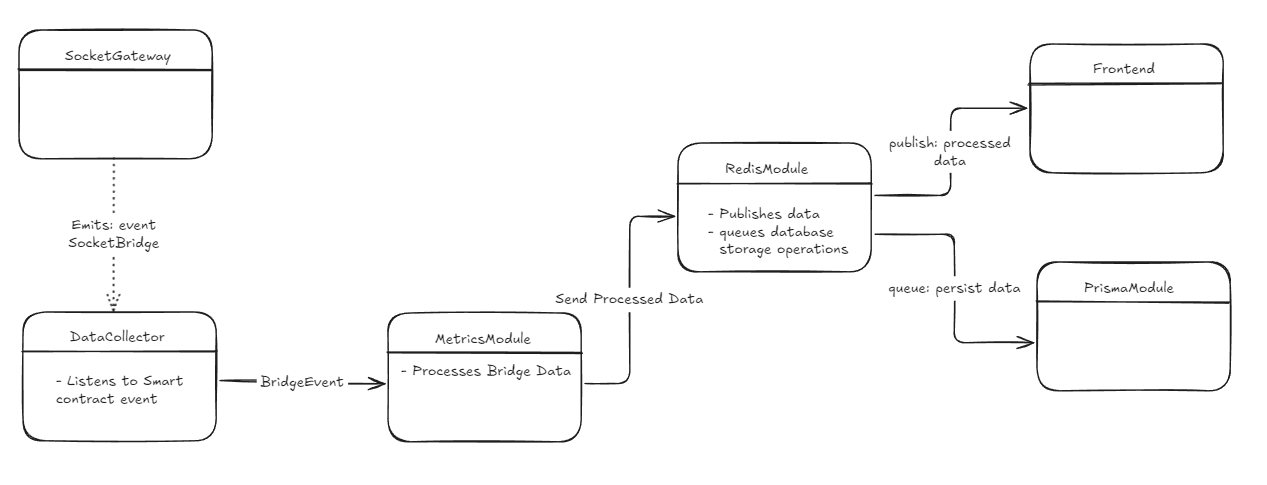 SocketGateway
Emits: event
SocketBridge
DataCollector
- Listens to Smart
contract event
BridgeEvent
MetricsModule
- Processes Bridge Data
Send Processed Data
RedisModule
- Publishes data
- queues database
storage operations
publish: processed
data
Frontend
queue: persist data
PrismaModule